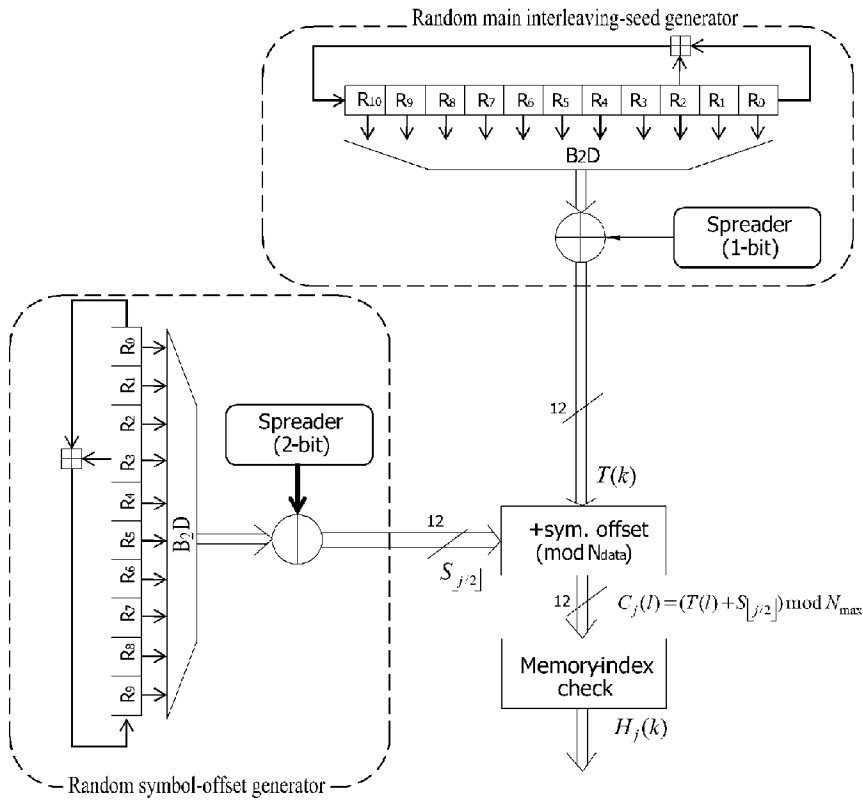 Random main interleaving-seed generator
R10 R9 R8 R7 R6 R5 R4 R3 R2 R1 R0
B2D
Spreader
(1-bit)
12
T(k)
R0
R1
R2
R3
R4
R5
R6
R7
R8
R9
B2D
Spreader
(2-bit)
12
S⌊j/2⌋
+sym. offset
(mod Ndata)
12
Cj(l)=(T(l)+S⌊j/2⌋) mod Nmax
Memory-index
check
Hj(k)
Random symbol-offset generator